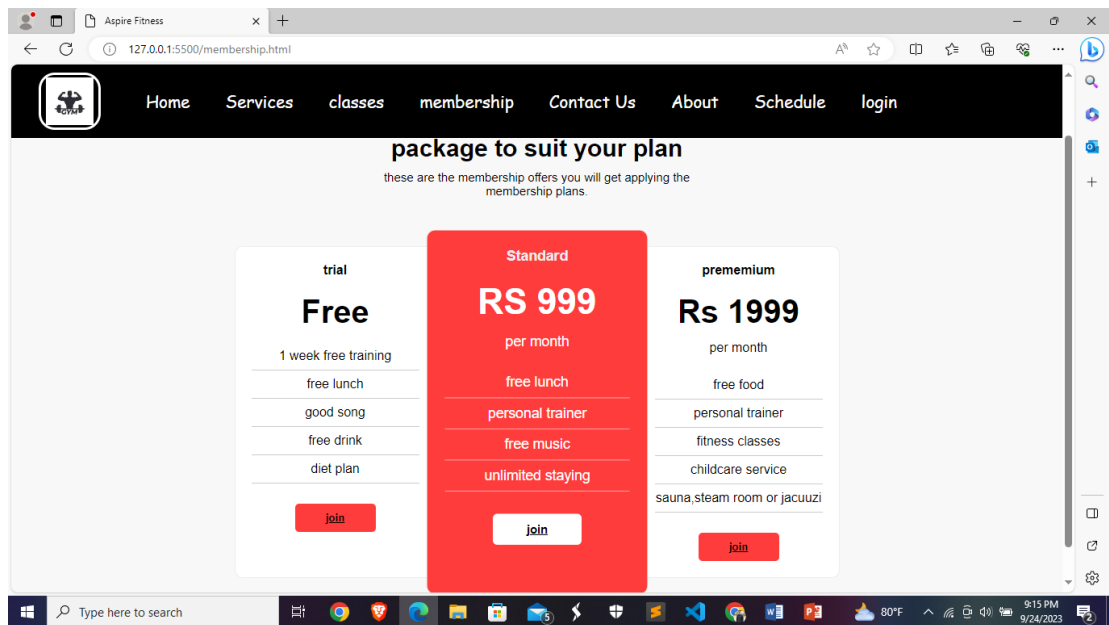 Aspire Fitness
127.0.0.1:5500/membership.html
GYM
Home Services classes membership Contact Us About Schedule login
package to suit your plan
these are the membership offers you will get applying the
membership plans.
trial
Free
1 week free training
free lunch
good song
free drink
diet plan
join
Standard
RS 999
per month
free lunch
personal trainer
free music
unlimited staying
join
prememium
Rs 1999
per month
free food
personal trainer
fitness classes
childcare service
sauna,steam room or jacuuzi
join
Type here to search
5
80°F
9:15 PM
9/24/2023
2